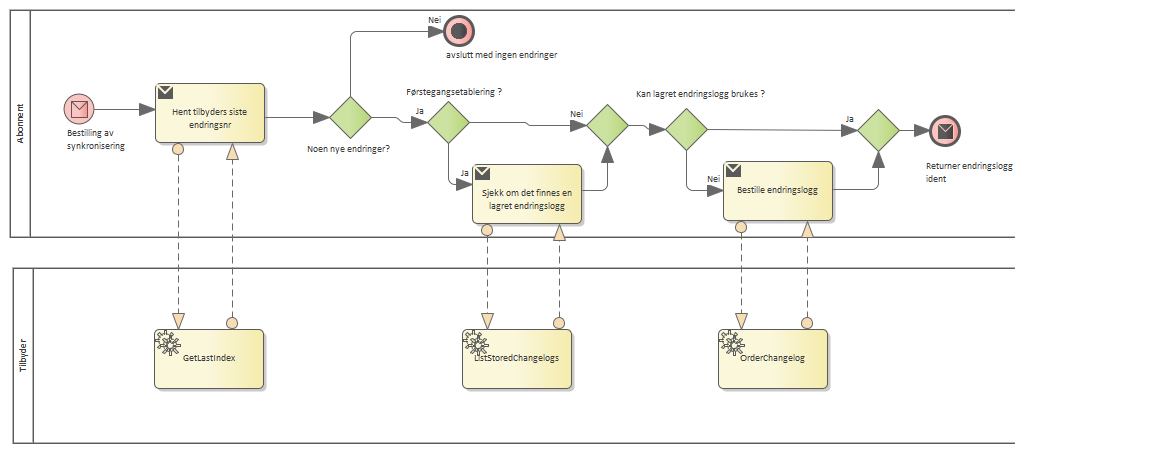 Abonnent
Nei
avslutt med ingen endringer
Førstegangsetablering ?
Kan lagret endringslogg brukes ?
Hent tilbyders siste
endringsnr
Ja
Nei
Ja
Bestilling av
synkronisering
Noen nye endringer?
Ja
Sjekk om det finnes en
lagret endringslogg
Nei
Bestille endringslogg
Returner endringslogg
ident
Tilbyder
GetLastIndex
ListStoredChangelogs
OrderChangelog